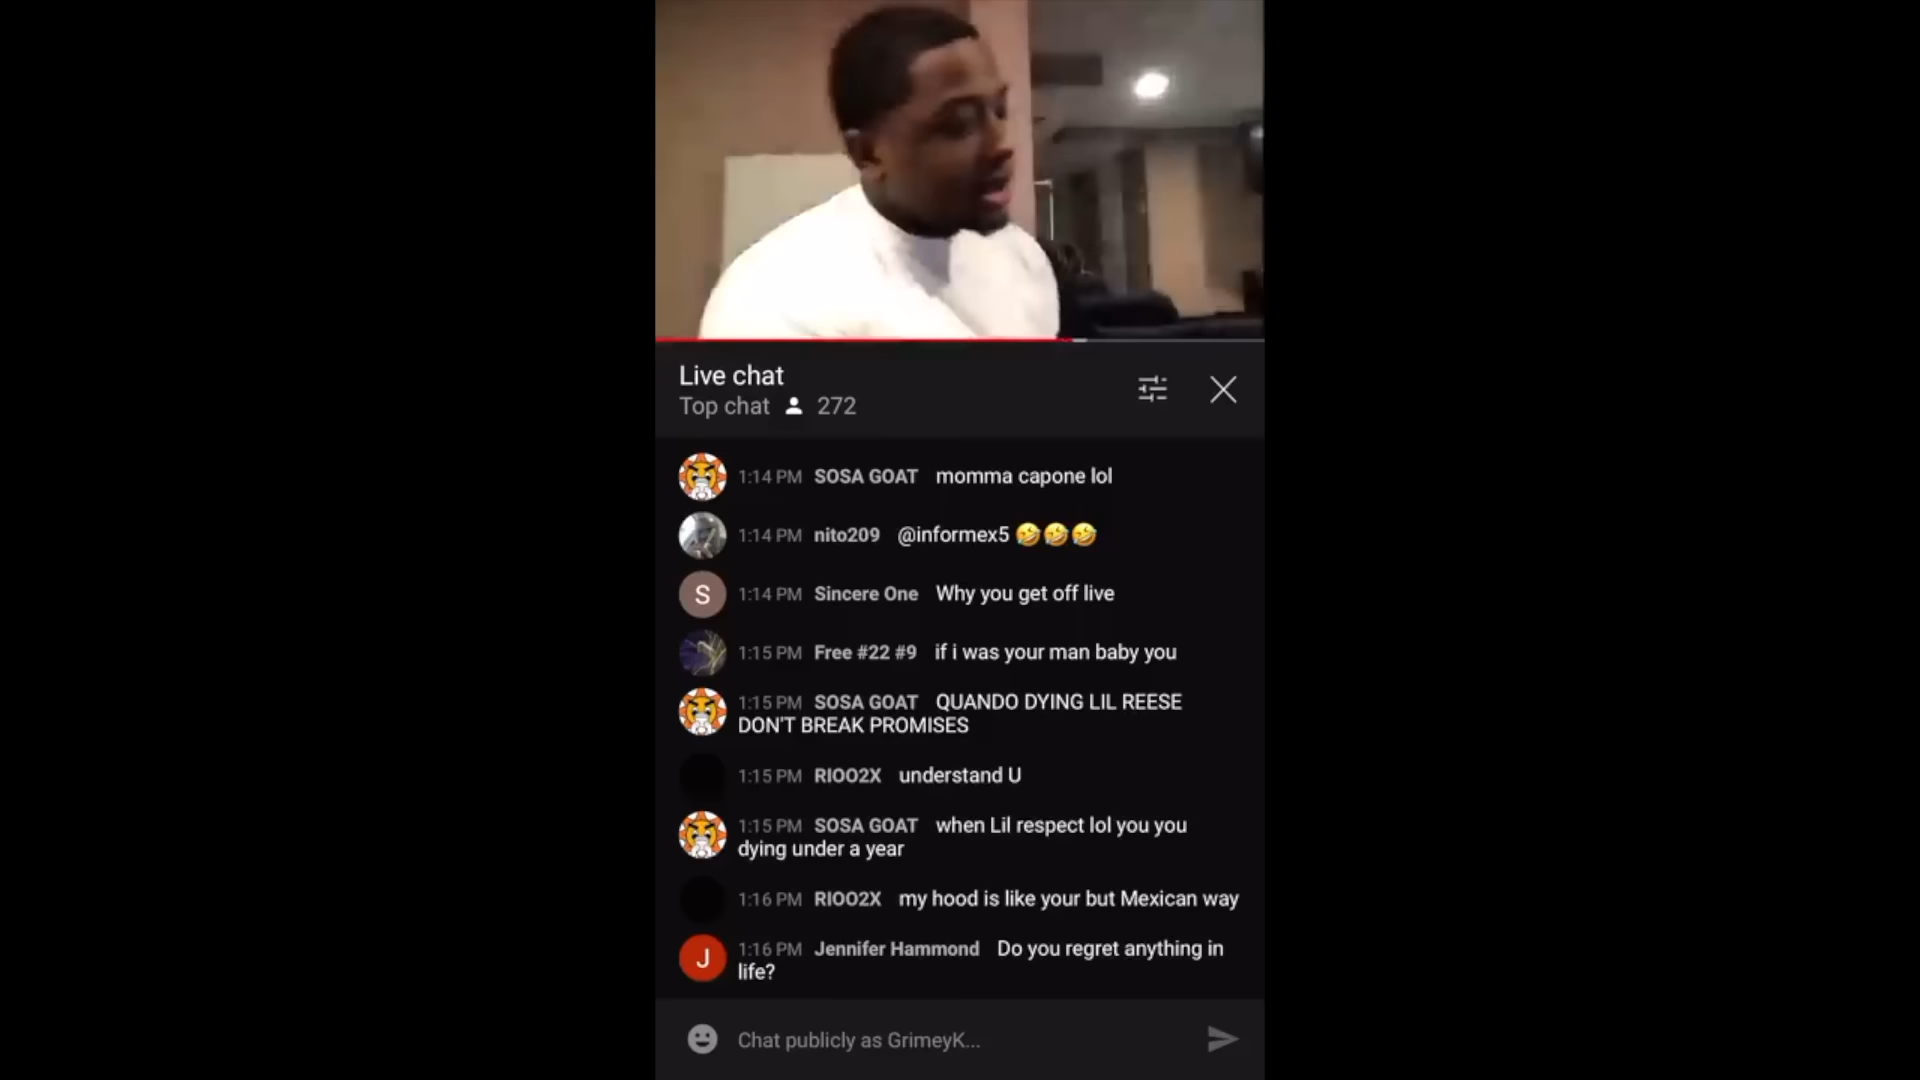 Live chat
Top chat 272
1:14 PM SOSA GOAT momma capone lol
1:14 PM nito209 @informex5 🤣🤣🤣
S 1:14 PM Sincere One Why you get off live
1:15 PM Free #22 #9 if i was your man baby you
1:15 PM SOSA GOAT QUANDO DYING LIL REESE
DON'T BREAK PROMISES
1:15 PM RIOO2X understand U
1:15 PM SOSA GOAT when Lil respect lol you you
dying under a year
1:16 PM RIOO2X my hood is like your but Mexican way
J 1:16 PM Jennifer Hammond Do you regret anything in
life?
Chat publicly as GrimeyK...